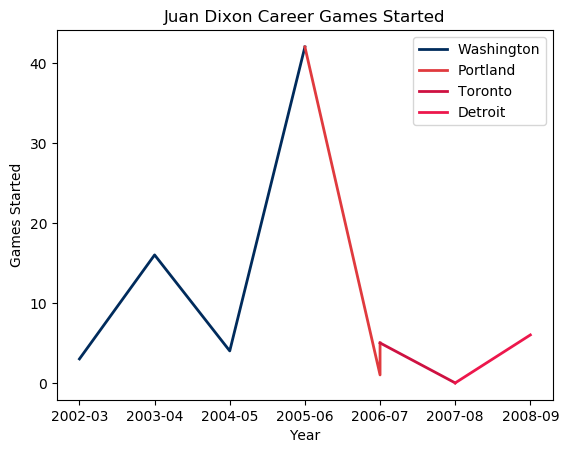 Juan Dixon Career Games Started
Washington
Portland
Toronto
Detroit
Games Started
40
30
20
10
0
2002-03 2003-04 2004-05 2005-06 2006-07 2007-08 2008-09
Year